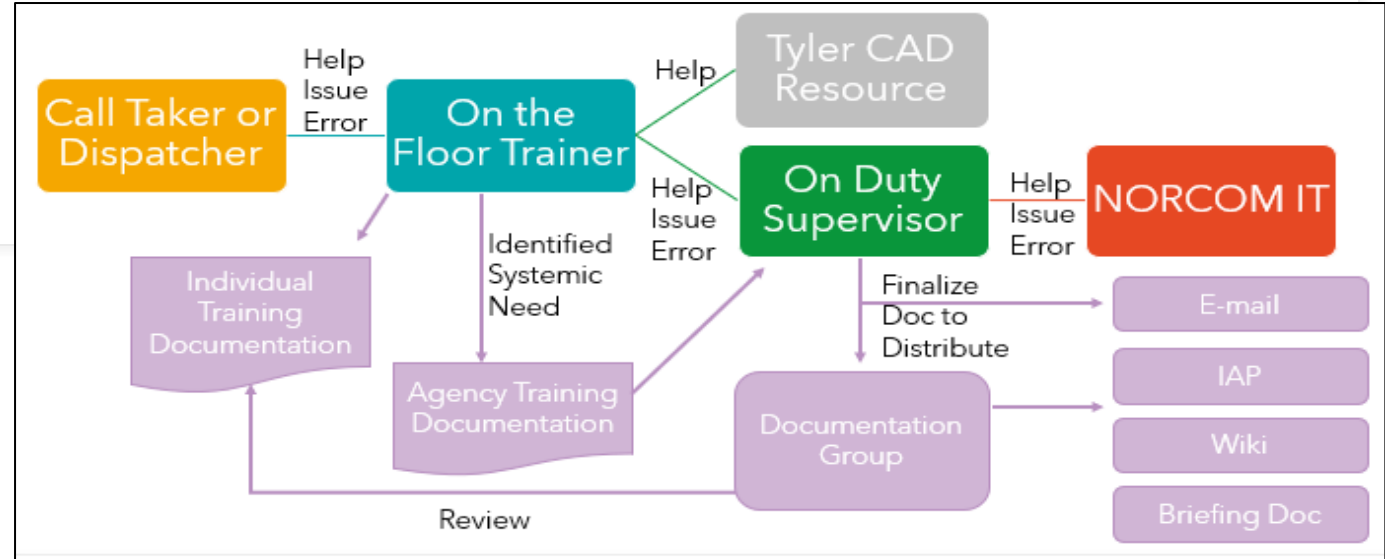 Call Taker or
Dispatcher
Help
Issue
Error
On the
Floor Trainer
Help
Tyler CAD
Resource
Help
Issue
Error
On Duty
Supervisor
Help
Issue
Error
NORCOM IT
Individual
Training
Documentation
Identified
Systemic
Need
Agency Training
Documentation
Finalize
Doc to
Distribute
Documentation
Group
Review
E-mail
IAP
Wiki
Briefing Doc